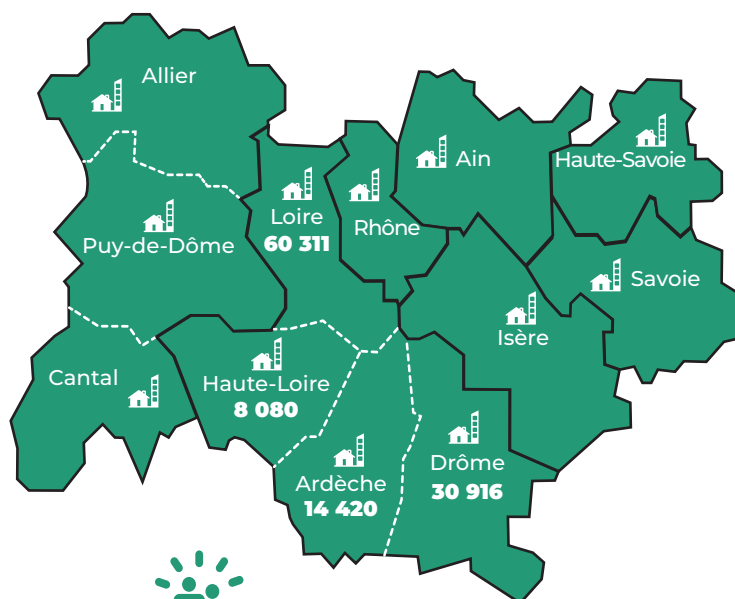 Allier
Ain
Haute-Savoie
Loire
60 311
Rhône
Puy-de-Dôme
Savoie
Isère
Cantal
Haute-Loire
8 080
Drôme
30 916
Ardèche
14 420